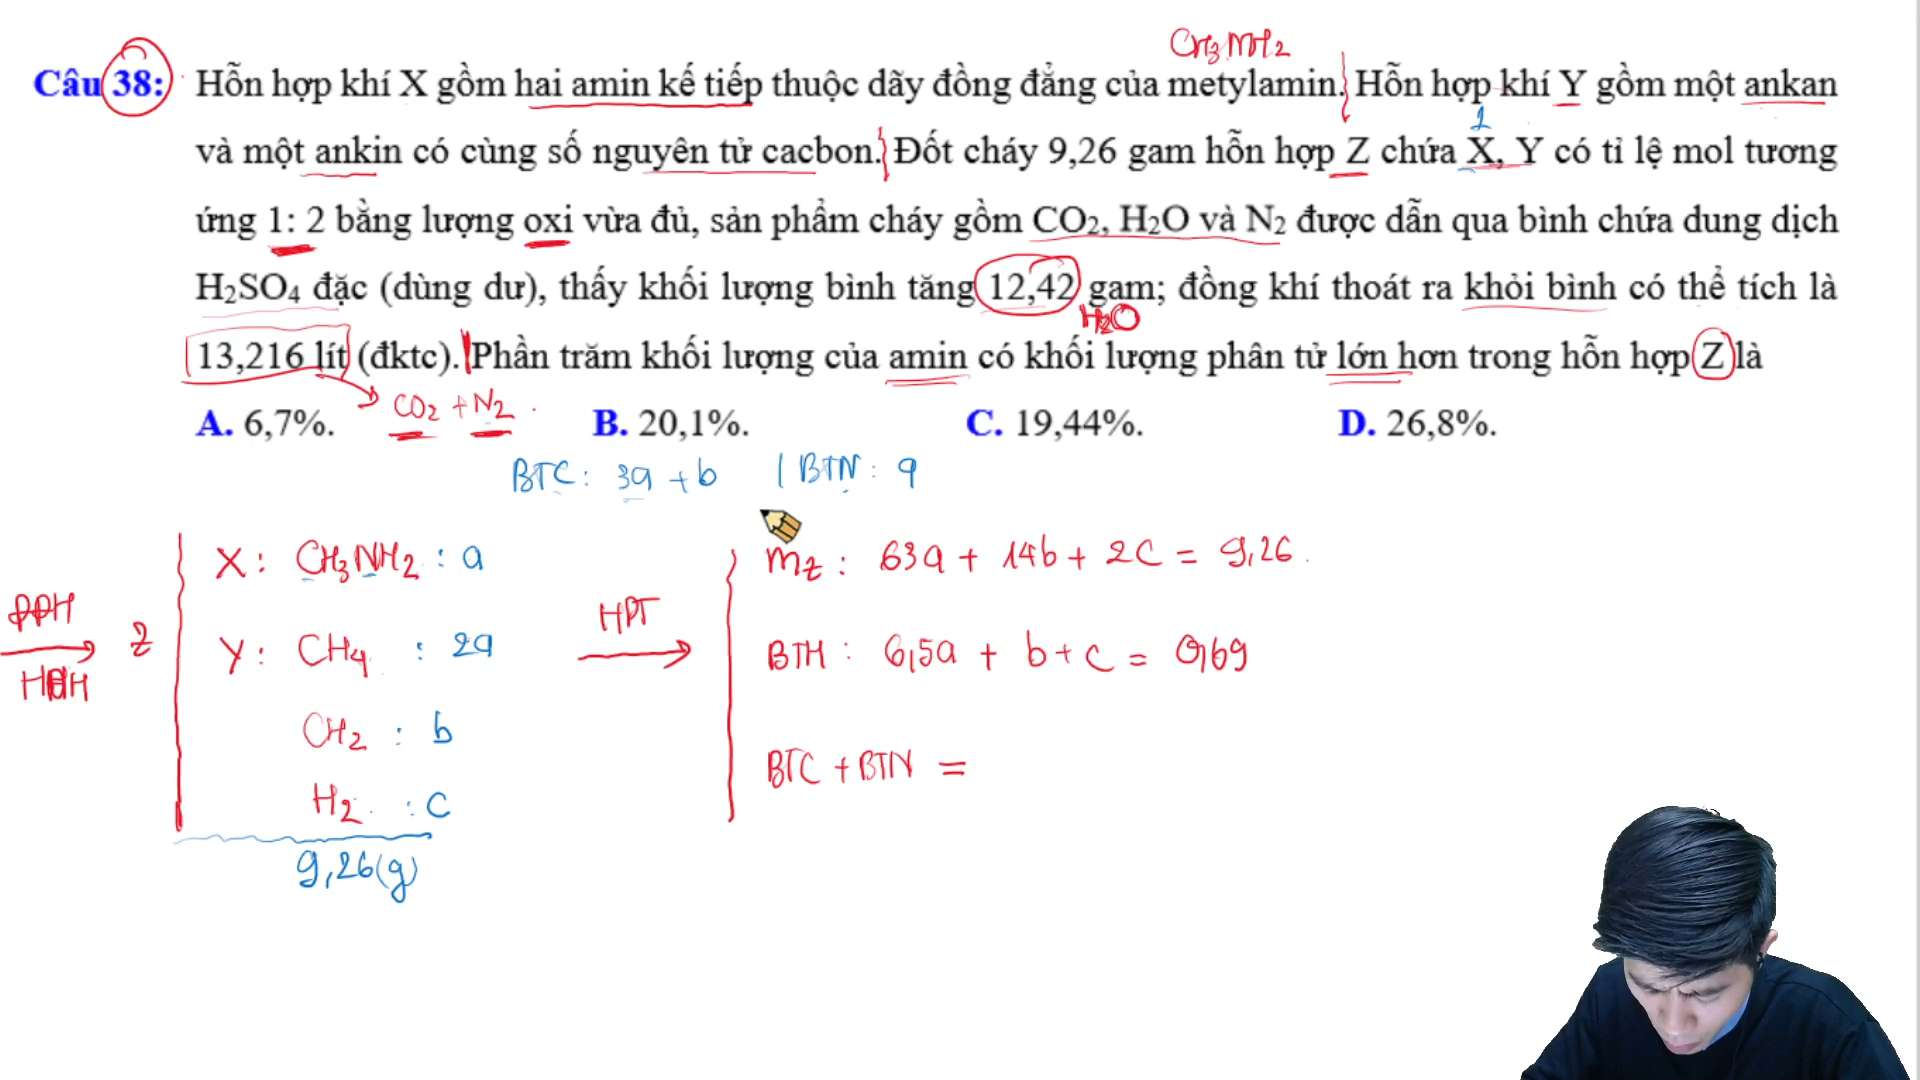 CH3NH2
Câu 38: Hỗn hợp khí X gồm hai amin kế tiếp thuộc dãy đồng đẳng của metylamin. Hỗn hợp khí Y gồm một ankan
1
và một ankin có cùng số nguyên tử cacbon. Đốt cháy 9,26 gam hỗn hợp Z chứa X, Y có tỉ lệ mol tương
ứng 1: 2 bằng lượng oxi vừa đủ, sản phẩm cháy gồm CO2, H2O và N2 được dẫn qua bình chứa dung dịch
H2SO4 đặc (dùng dư), thấy khối lượng bình tăng 12,42 gam; đồng khí thoát ra khỏi bình có thể tích là
H2O
13,216 lít (đktc). Phần trăm khối lượng của amin có khối lượng phân tử lớn hơn trong hỗn hợp Z là
CO2 + N2
A. 6,7%. B. 20,1%. C. 19,44%. D. 26,8%.
BTC: 3a + b | BTN: a
X: CH3NH2 : a
mZ: 63a + 14b + 2c = 9,26
ĐĐH
HĐH
Z
Y: CH4 : 2a
HPT
BTH: 6,5a + b + c = 0,69
CH2 : b
BTC + BTN =
H2 : c
9,26(g)